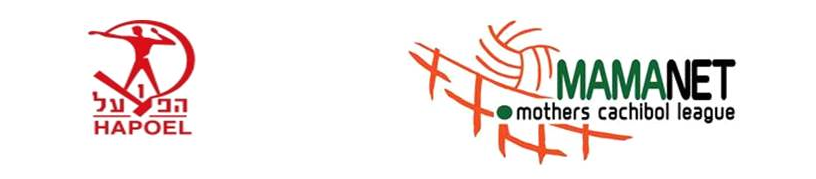 הפועל
HAPOEL
MAMANET
mothers cachibol league